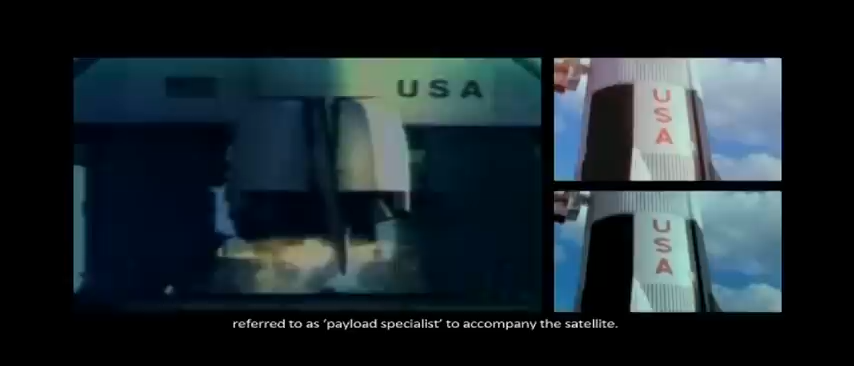 USA
USA
USA
referred to as ‘payload specialist’ to accompany the satellite.